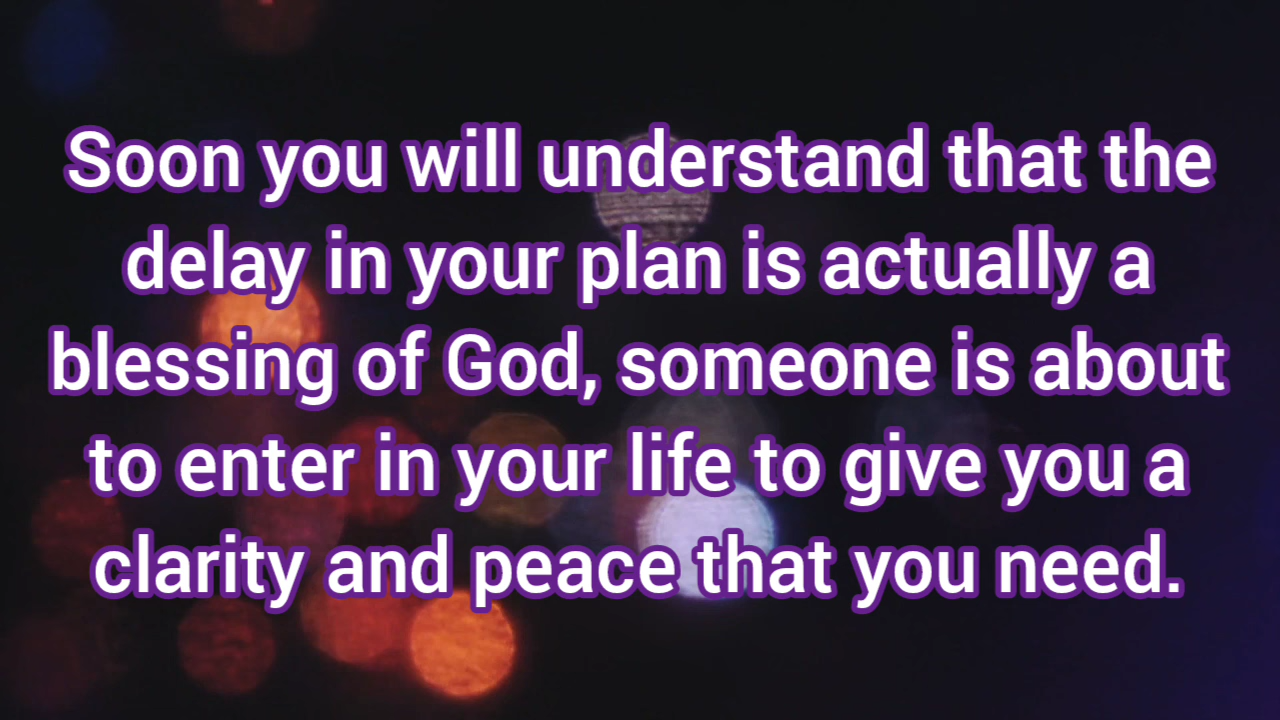 Soon you will understand that the
delay in your plan is actually a
blessing of God, someone is about
to enter in your life to give you a
clarity and peace that you need.